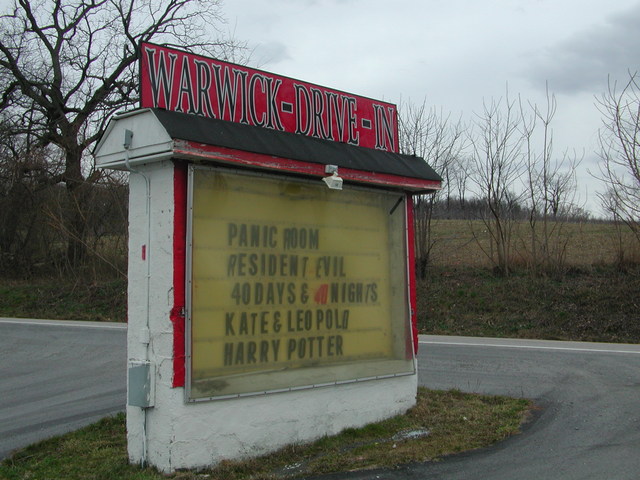 WARWICK-DRIVE-IN
PANIC ROOM
RESIDENT EVIL
40 DAYS & 40 NIGHTS
KATE & LEOPOLD
HARRY POTTER